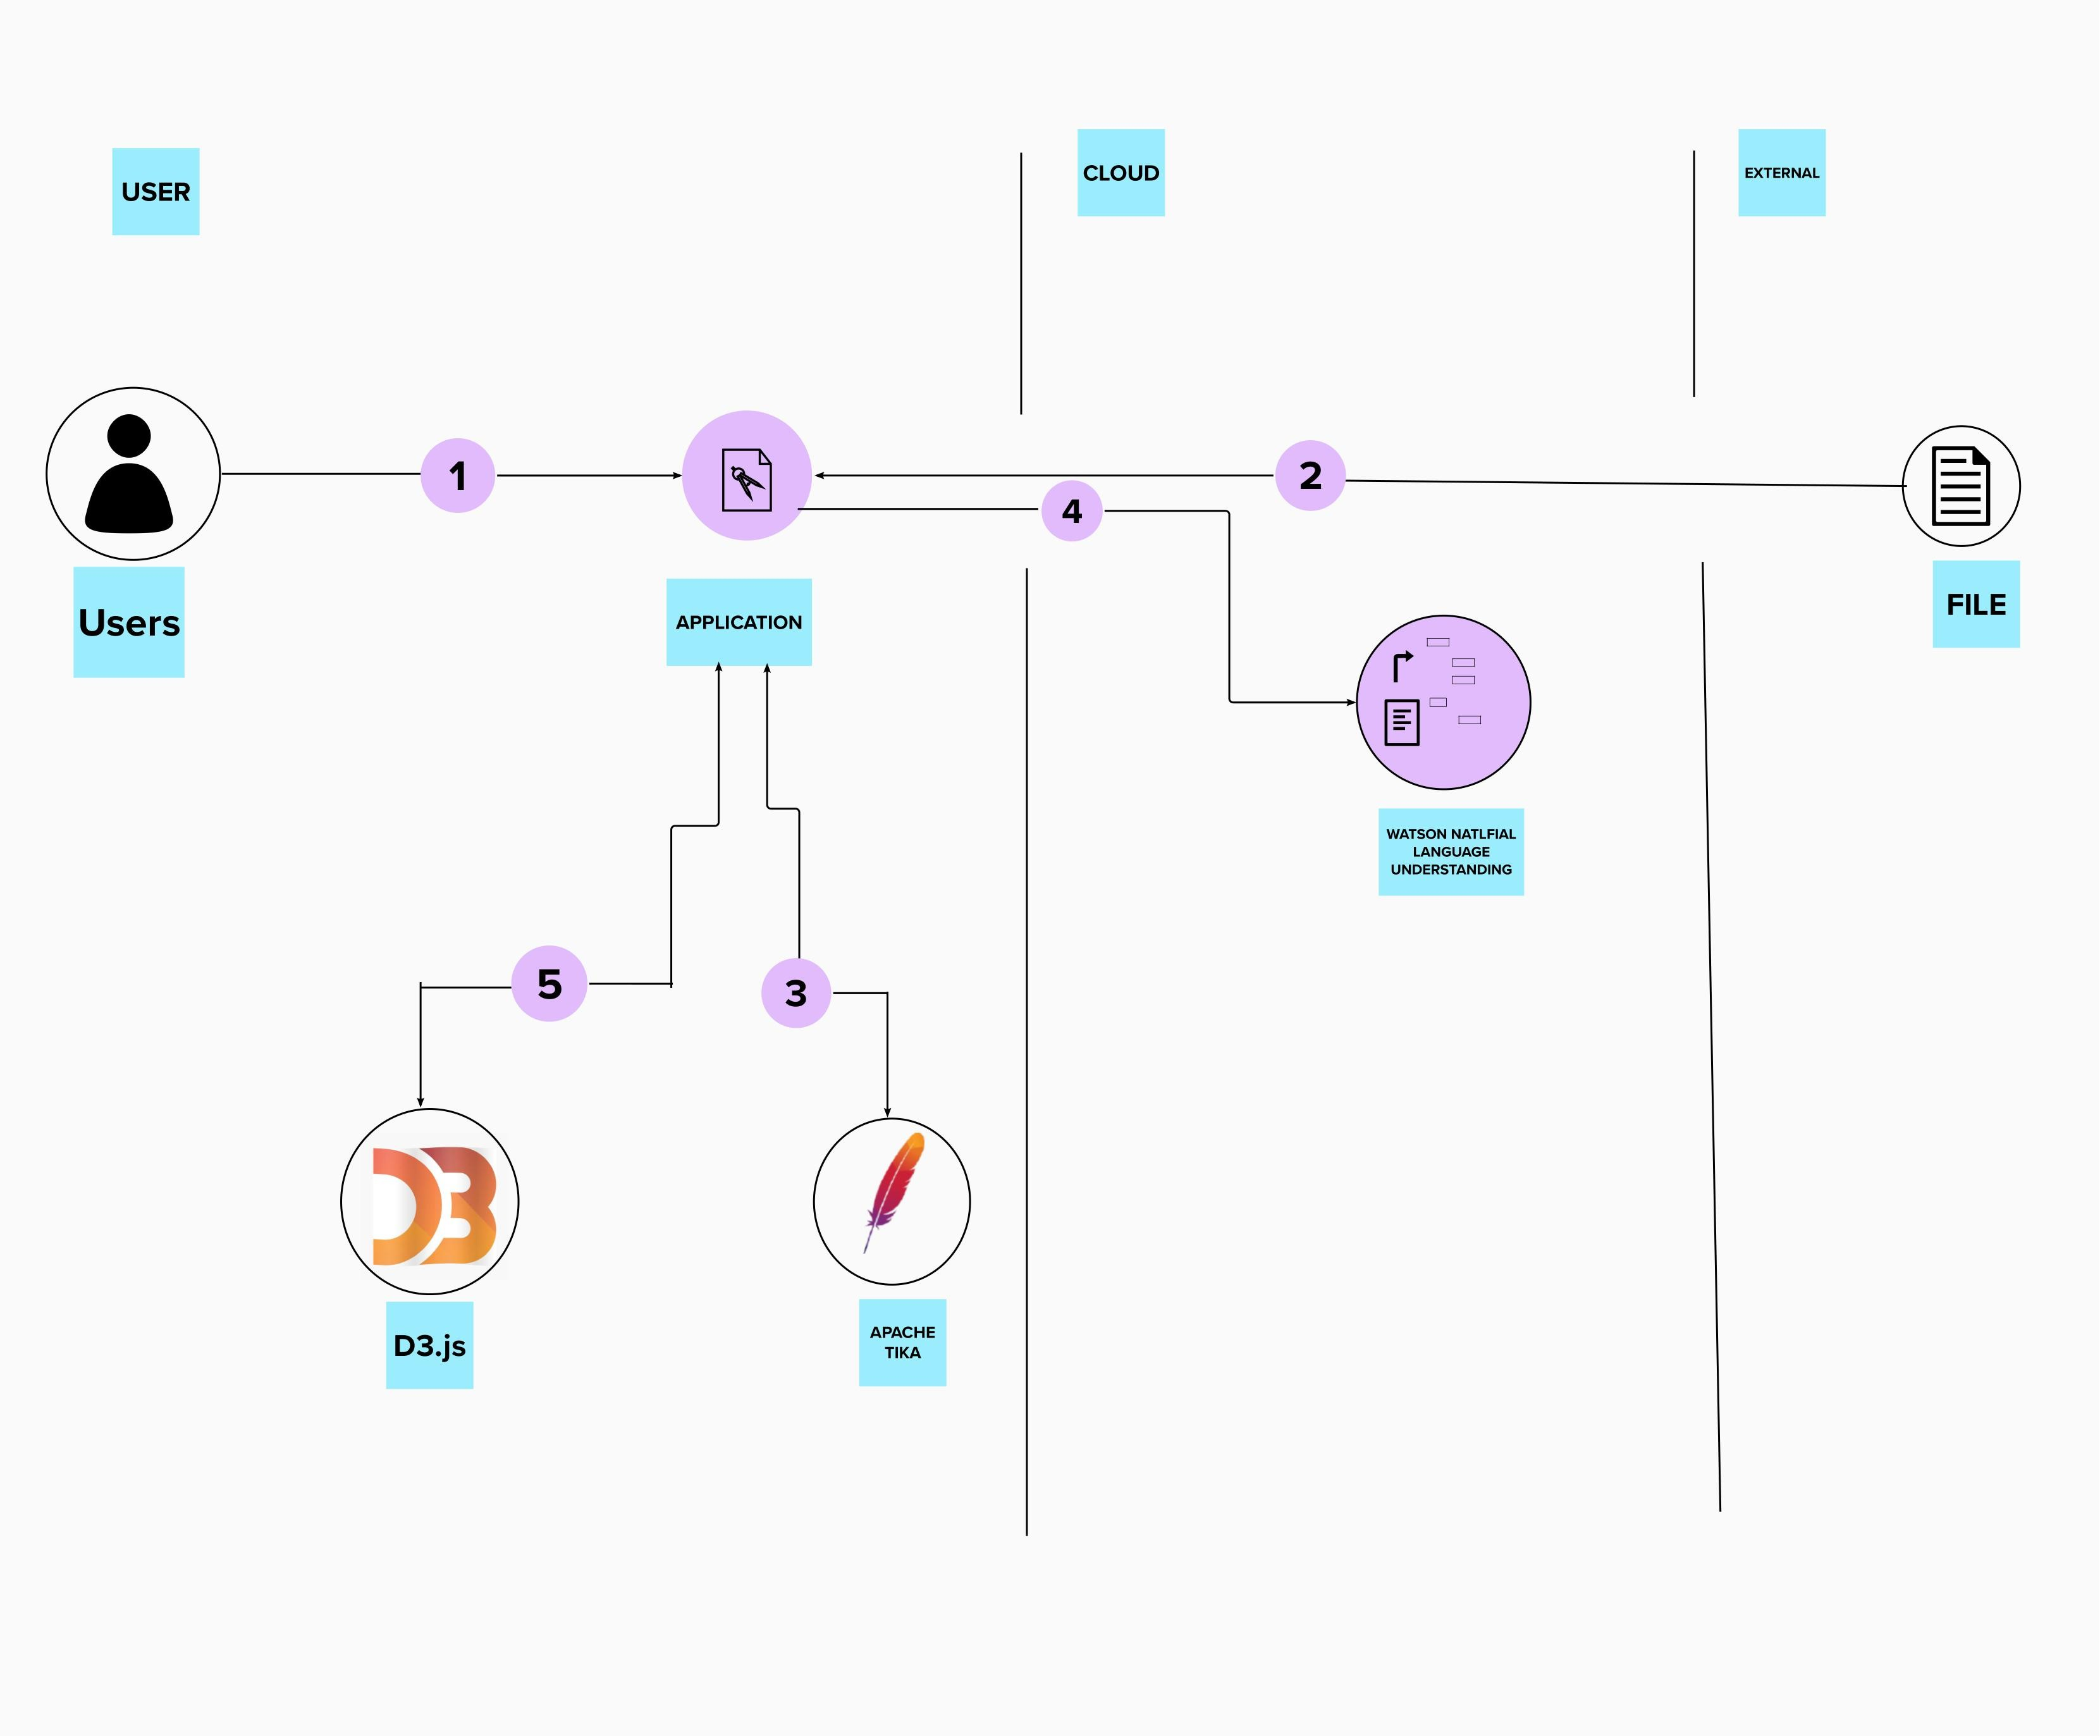 USER
CLOUD
EXTERNAL
1
2
4
Users
APPLICATION
FILE
WATSON NATLFIAL
LANGUAGE
UNDERSTANDING
5
3
D3
D3.js
APACHE
TIKA